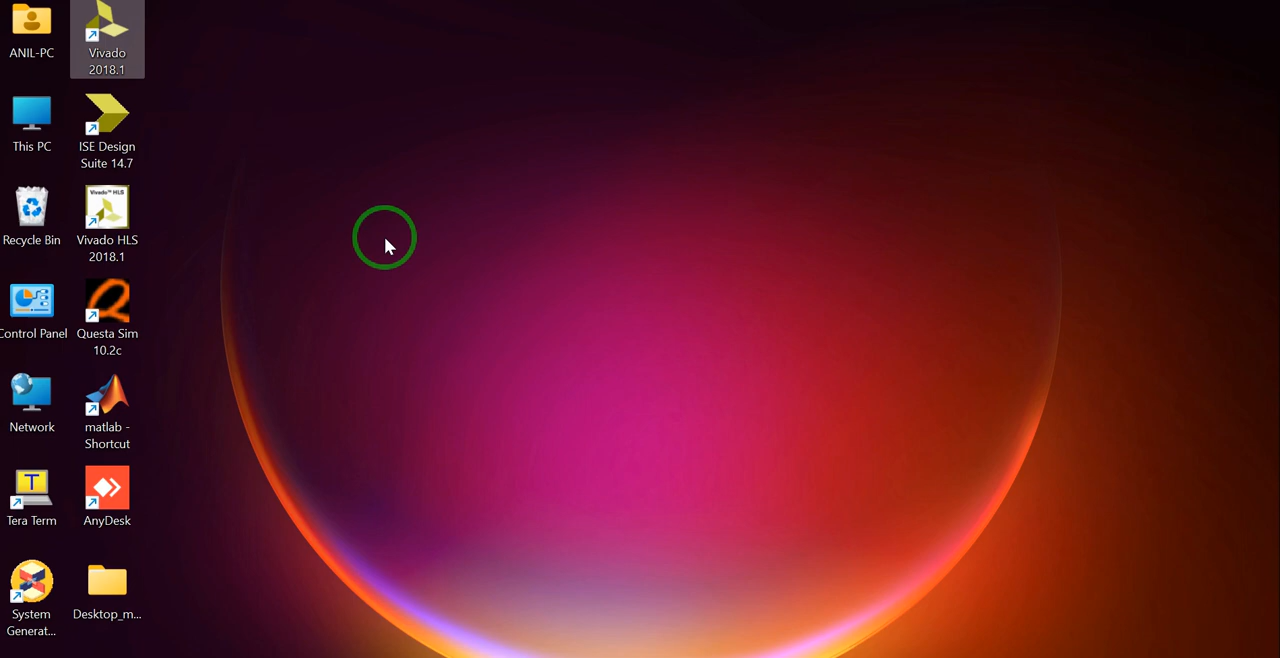 ANIL-PC
Vivado
2018.1
This PC
ISE Design
Suite 14.7
Recycle Bin
Vivado™ HLS
Vivado HLS
2018.1
Control Panel
Questa Sim
10.2c
Network
matlab -
Shortcut
T
Tera Term
AnyDesk
System
Generat...
Desktop_m...